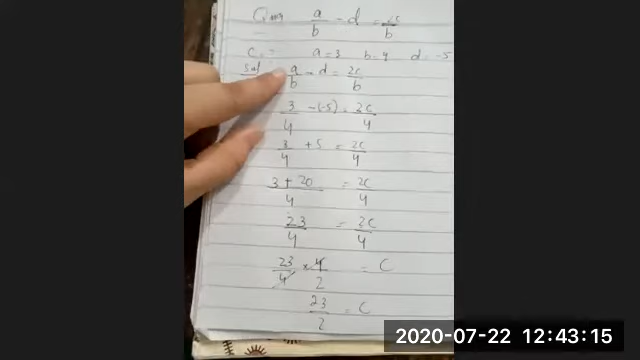 Given a/b - d = 2c/b
C = a = 3 b = 4 d = -5
Sol a/b - d = 2c/b
3/4 - (-5) = 2c/4
3/4 + 5 = 2c/4
3 + 20/4 = 2c/4
23/4 = 2c/4
23/4 × 4/2 = C
23/2 = C
2020-07-22 12:43:15